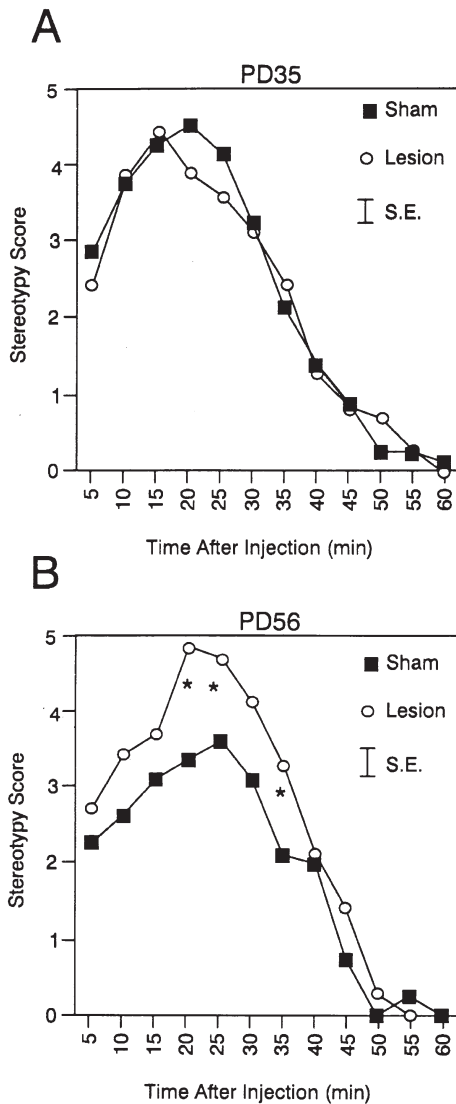 A
PD35
5
4
3
2
1
0
Stereotypy Score
Sham
Lesion
S.E.
5 10 15 20 25 30 35 40 45 50 55 60
Time After Injection (min)
B
PD56
5
4
3
2
1
0
Stereotypy Score
Sham
Lesion
S.E.
* *
*
5 10 15 20 25 30 35 40 45 50 55 60
Time After Injection (min)